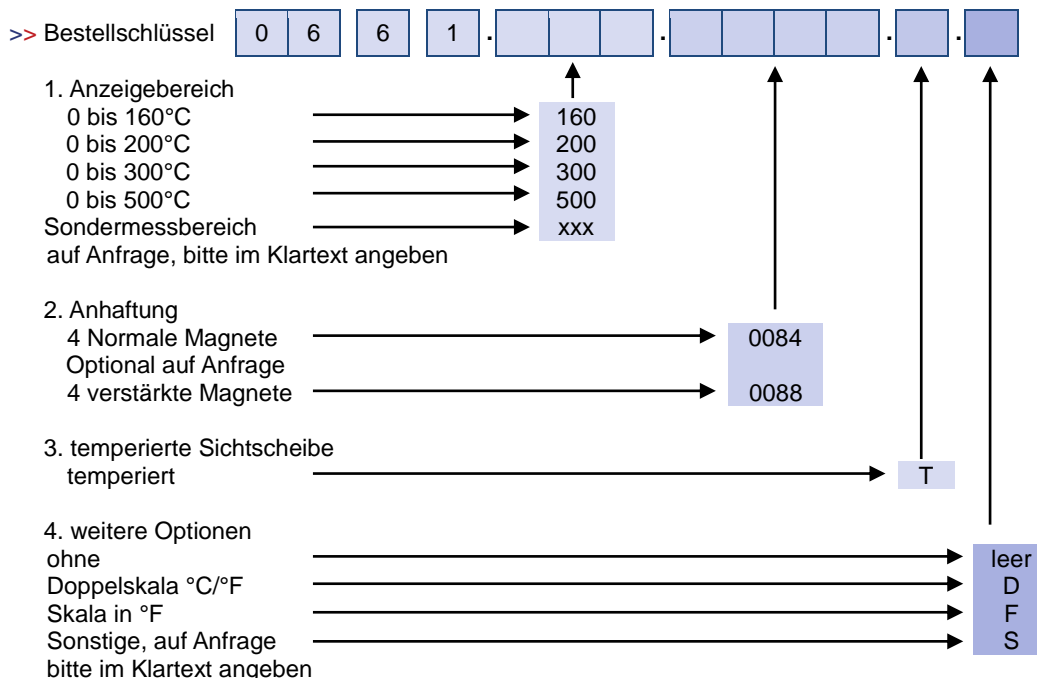 >> Bestellschlüssel 0 6 6 1 . . . .
1. Anzeigebereich
0 bis 160°C 160
0 bis 200°C 200
0 bis 300°C 300
0 bis 500°C 500
Sondermessbereich xxx
auf Anfrage, bitte im Klartext angeben
2. Anhaftung
4 Normale Magnete 0084
Optional auf Anfrage
4 verstärkte Magnete 0088
3. temperierte Sichtscheibe
temperiert T
4. weitere Optionen
ohne leer
Doppelskala °C/°F D
Skala in °F F
Sonstige, auf Anfrage S
bitte im Klartext angeben